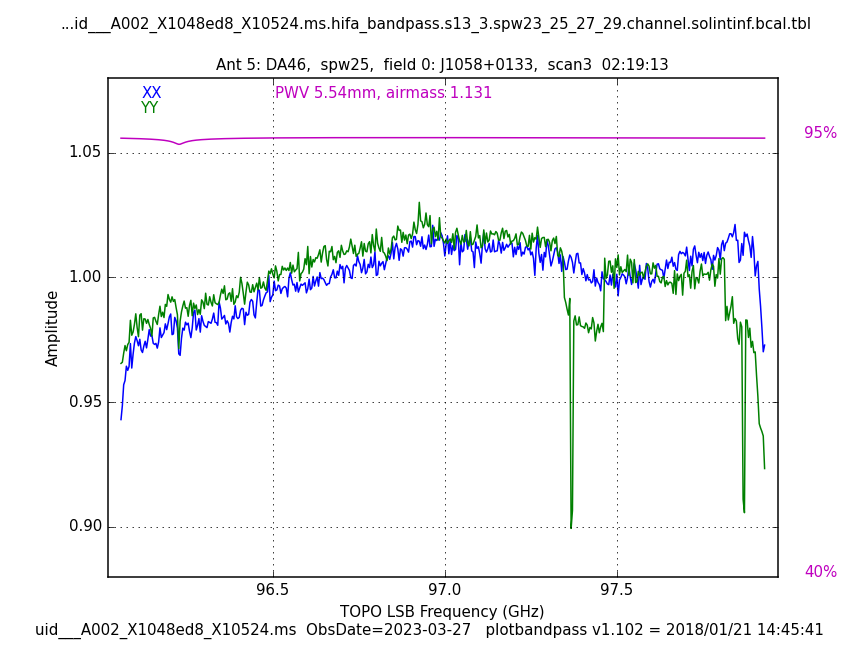 ...id___A002_X1048ed8_X10524.ms.hifa_bandpass.s13_3.spw23_25_27_29.channel.solintinf.bcal.tbl
Ant 5: DA46,  spw25,  field 0: J1058+0133,  scan3  02:19:13
XX
PWV 5.54mm, airmass 1.131
YY
95%
1.05
1.00
Amplitude
0.95
0.90
40%
96.5 97.0 97.5
TOPO LSB Frequency (GHz)
uid___A002_X1048ed8_X10524.ms  ObsDate=2023-03-27   plotbandpass v1.102 = 2018/01/21 14:45:41